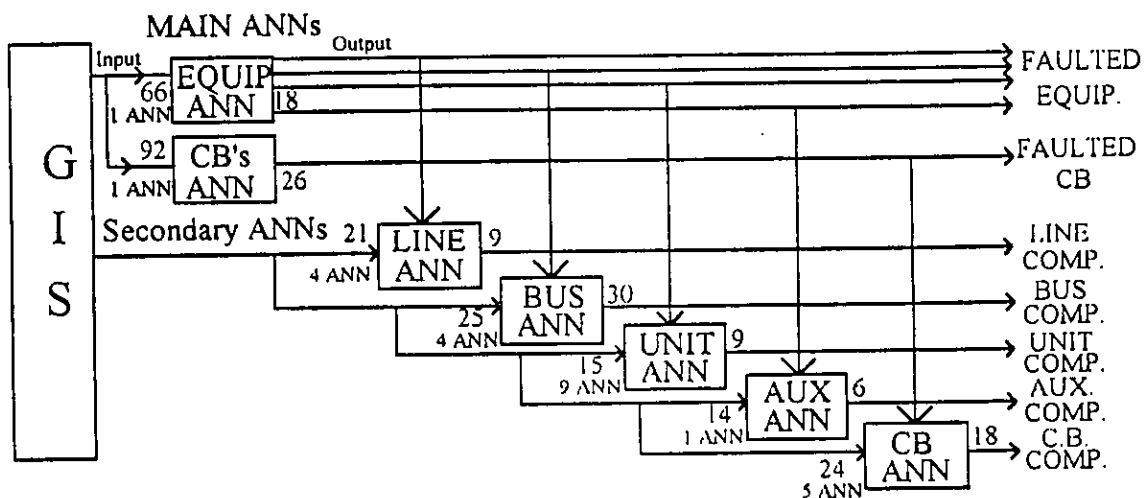 MAIN ANNs
Input
Output
EQUIP
ANN
66
1 ANN
18
FAULTED
EQUIP.
92
CB's
ANN
1 ANN
26
FAULTED
CB
G
I
S
Secondary ANNs
21
4 ANN
LINE
ANN
9
LINE
COMP.
25
4 ANN
BUS
ANN
30
BUS
COMP.
15
9 ANN
UNIT
ANN
9
UNIT
COMP.
14
1 ANN
AUX
ANN
6
AUX.
COMP.
24
5 ANN
CB
ANN
18
C.B.
COMP.